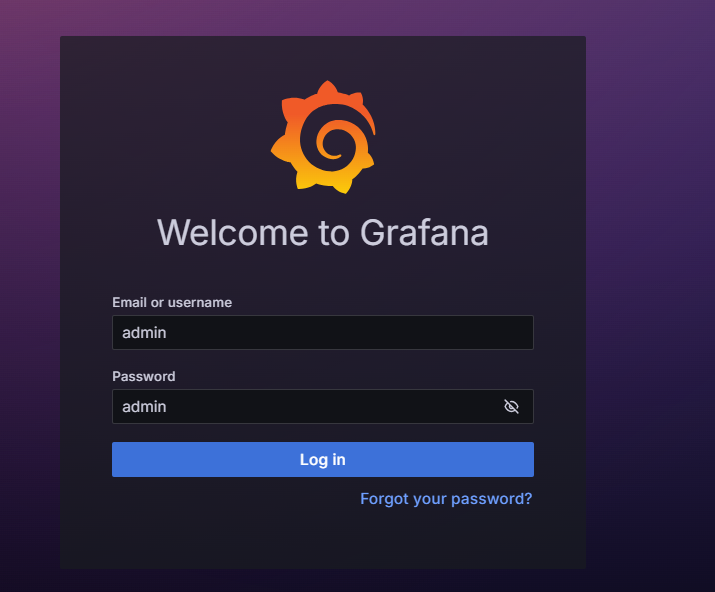 Welcome to Grafana
Email or username
admin
Password
admin
Log in
Forgot your password?